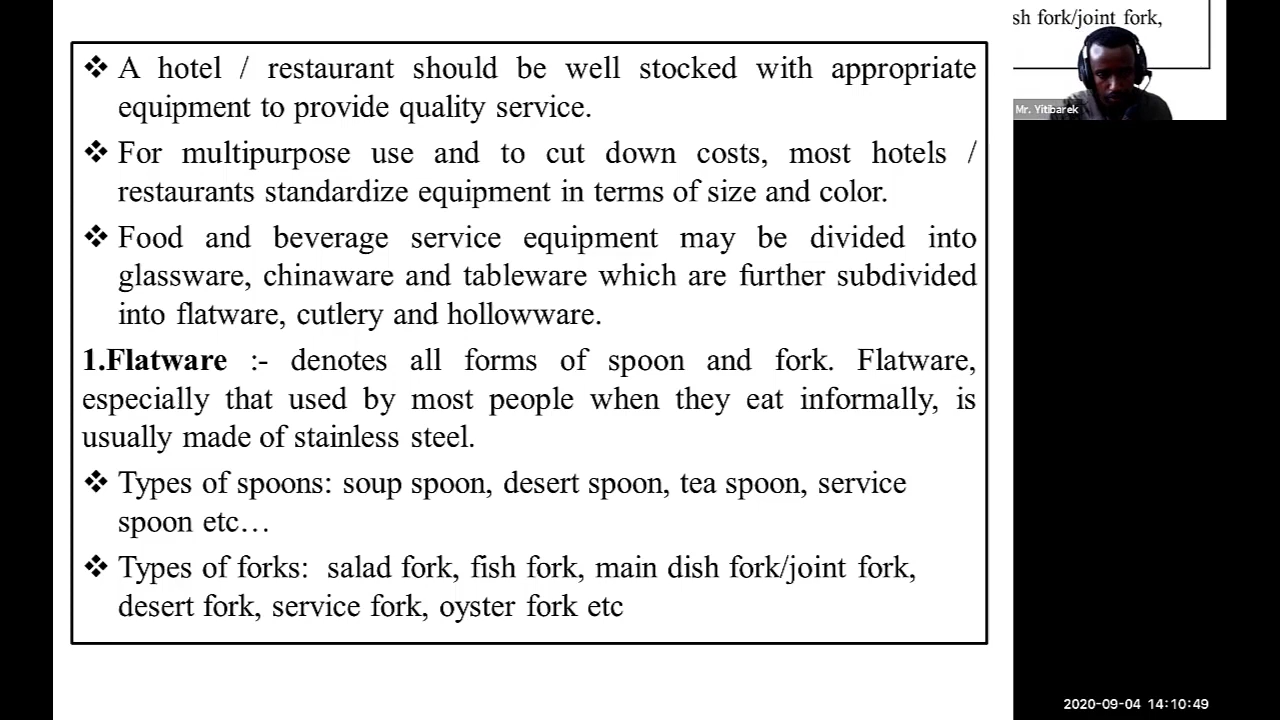 ❖ A hotel / restaurant should be well stocked with appropriate
equipment to provide quality service.
❖ For multipurpose use and to cut down costs, most hotels /
restaurants standardize equipment in terms of size and color.
❖ Food and beverage service equipment may be divided into
glassware, chinaware and tableware which are further subdivided
into flatware, cutlery and hollowware.
1.Flatware :- denotes all forms of spoon and fork. Flatware,
especially that used by most people when they eat informally, is
usually made of stainless steel.
❖ Types of spoons: soup spoon, desert spoon, tea spoon, service
spoon etc…
❖ Types of forks: salad fork, fish fork, main dish fork/joint fork,
desert fork, service fork, oyster fork etc
sh fork/joint fork,
Mr. Yitibarek
2020-09-04 14:10:49